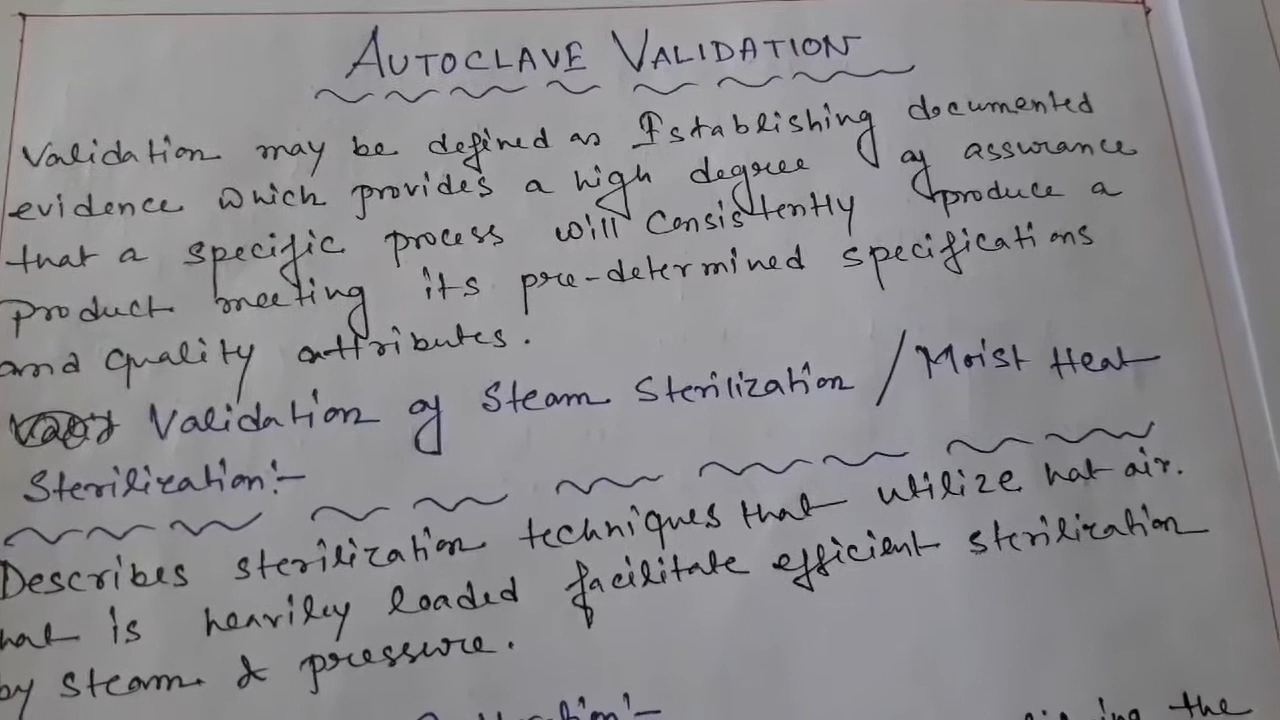 AUTOCLAVE VALIDATION
Validation may be defined as Establishing documented
evidence which provides a high degree of assurance
that a specific process will Consistently produce a
Product meeting its pre-determined specifications
and quality attributes.
Validation of Steam Sterilization / Moist Heat
Sterilization:-
Describes sterilization techniques that utilize hot air.
hat is heavily loaded facilitate efficient sterilization
by steam & pressure.
the